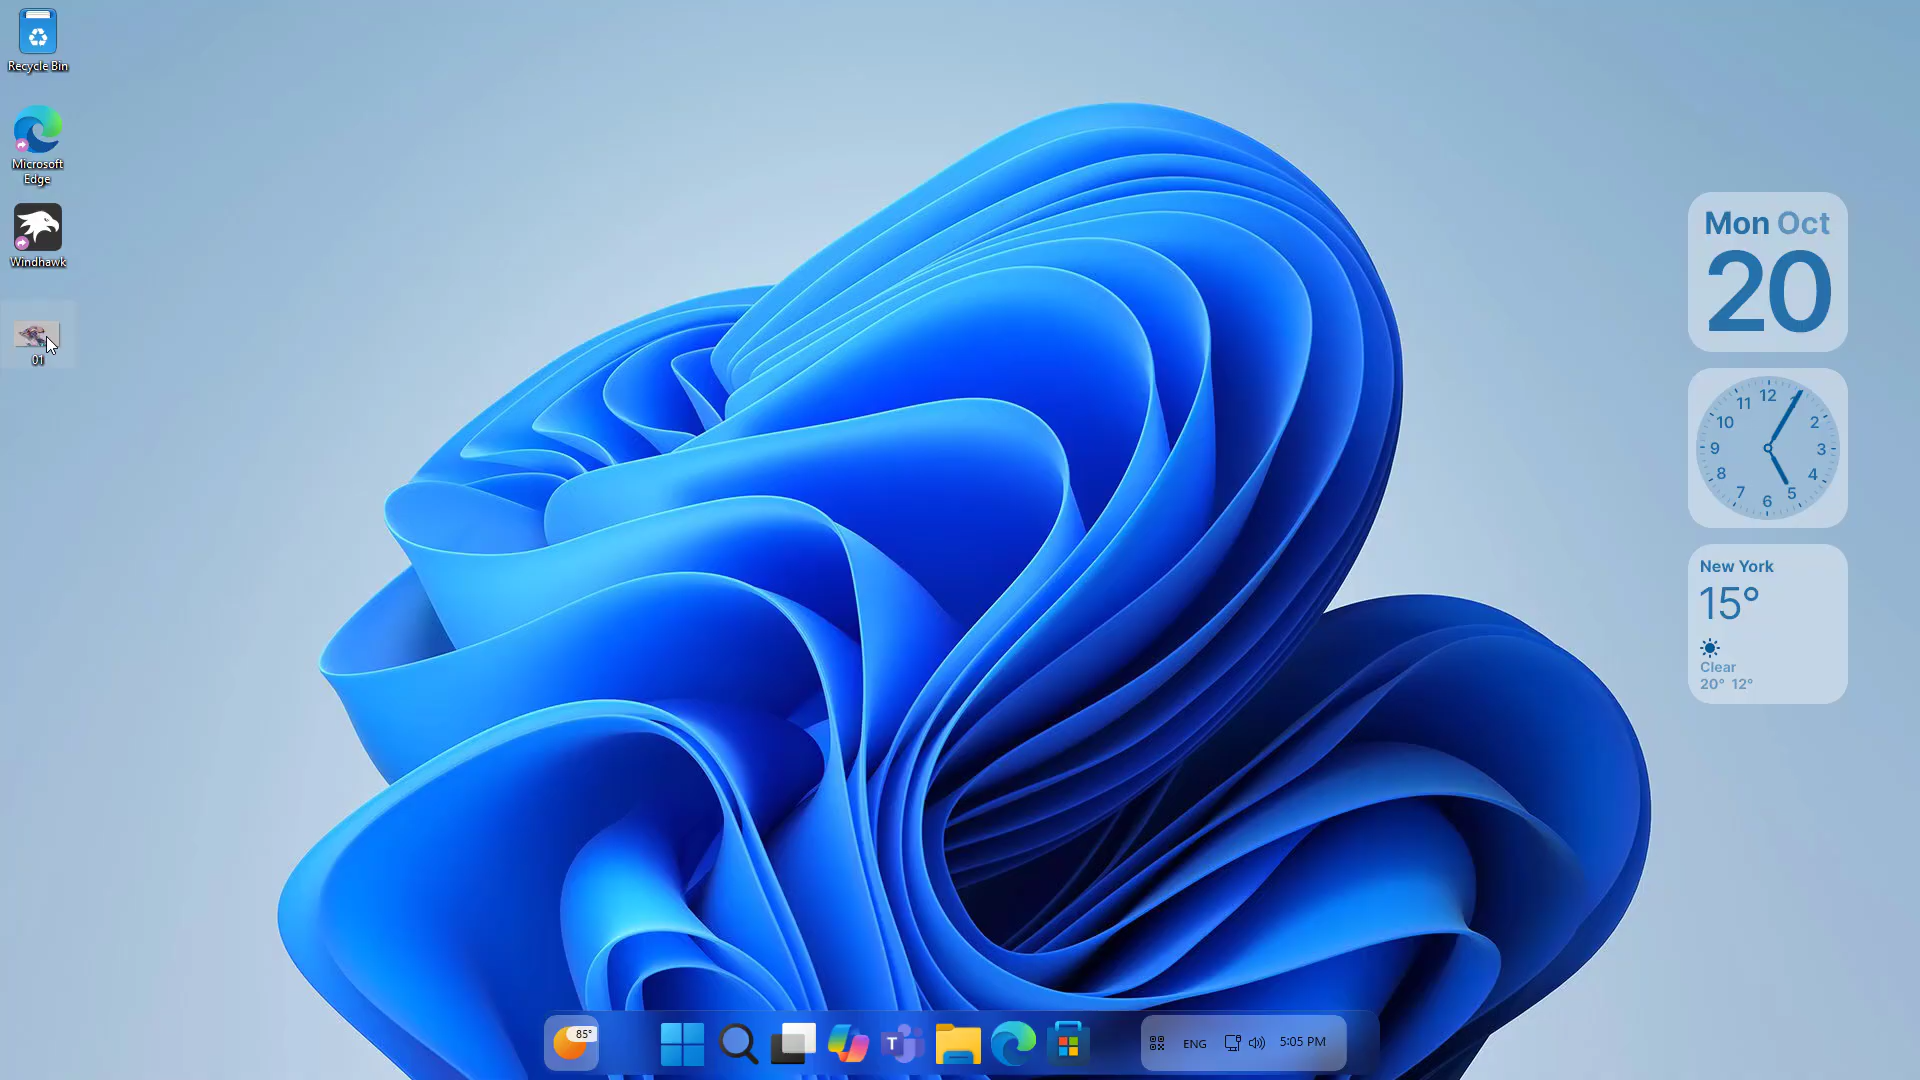 Recycle Bin
Microsoft
Edge
Windhawk
01
Mon Oct
20
12
11
2
10
9
3
8
4
7
5
6
New York
15°
Clear
20° 12°
85°
T
ENG
5:05 PM